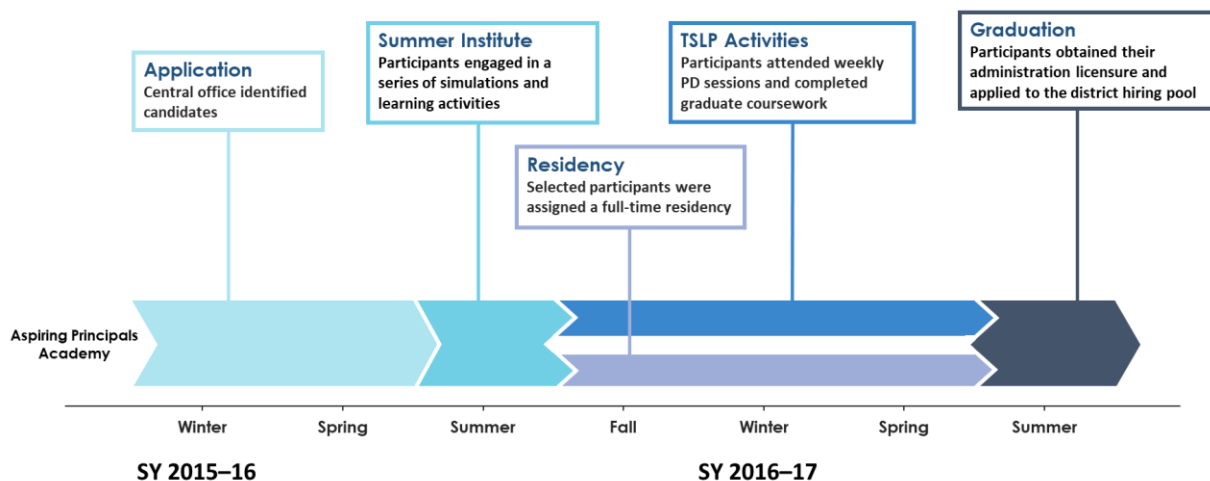 Application
Central office identified
candidates
Summer Institute
Participants engaged in a
series of simulations and
learning activities
TSLP Activities
Participants attended weekly
PD sessions and completed
graduate coursework
Graduation
Participants obtained their
administration licensure and
applied to the district hiring pool
Residency
Selected participants were
assigned a full-time residency
Aspiring Principals
Academy
Winter
Spring
Summer
Fall
Winter
Spring
Summer
SY 2015–16
SY 2016–17